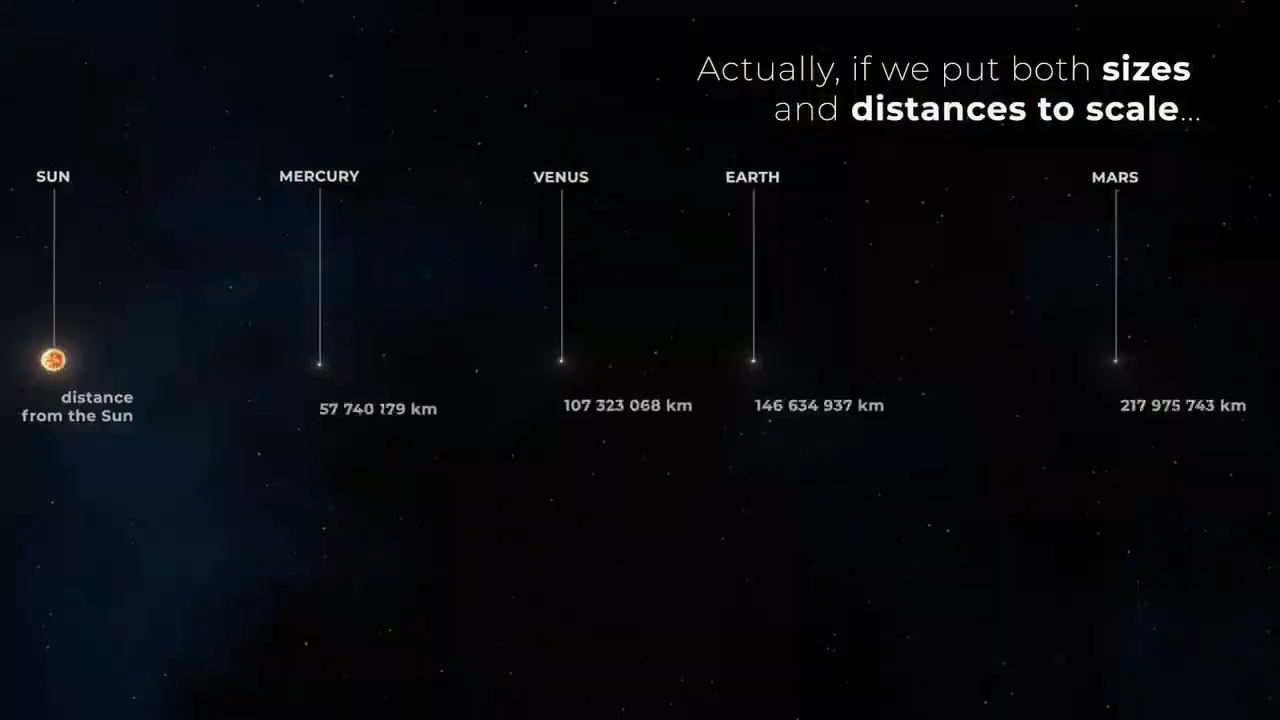 Actually, if we put both sizes
and distances to scale...
SUN
MERCURY
VENUS
EARTH
MARS
distance
from the Sun
57 740 179 km
107 323 068 km
146 634 937 km
217 975 743 km